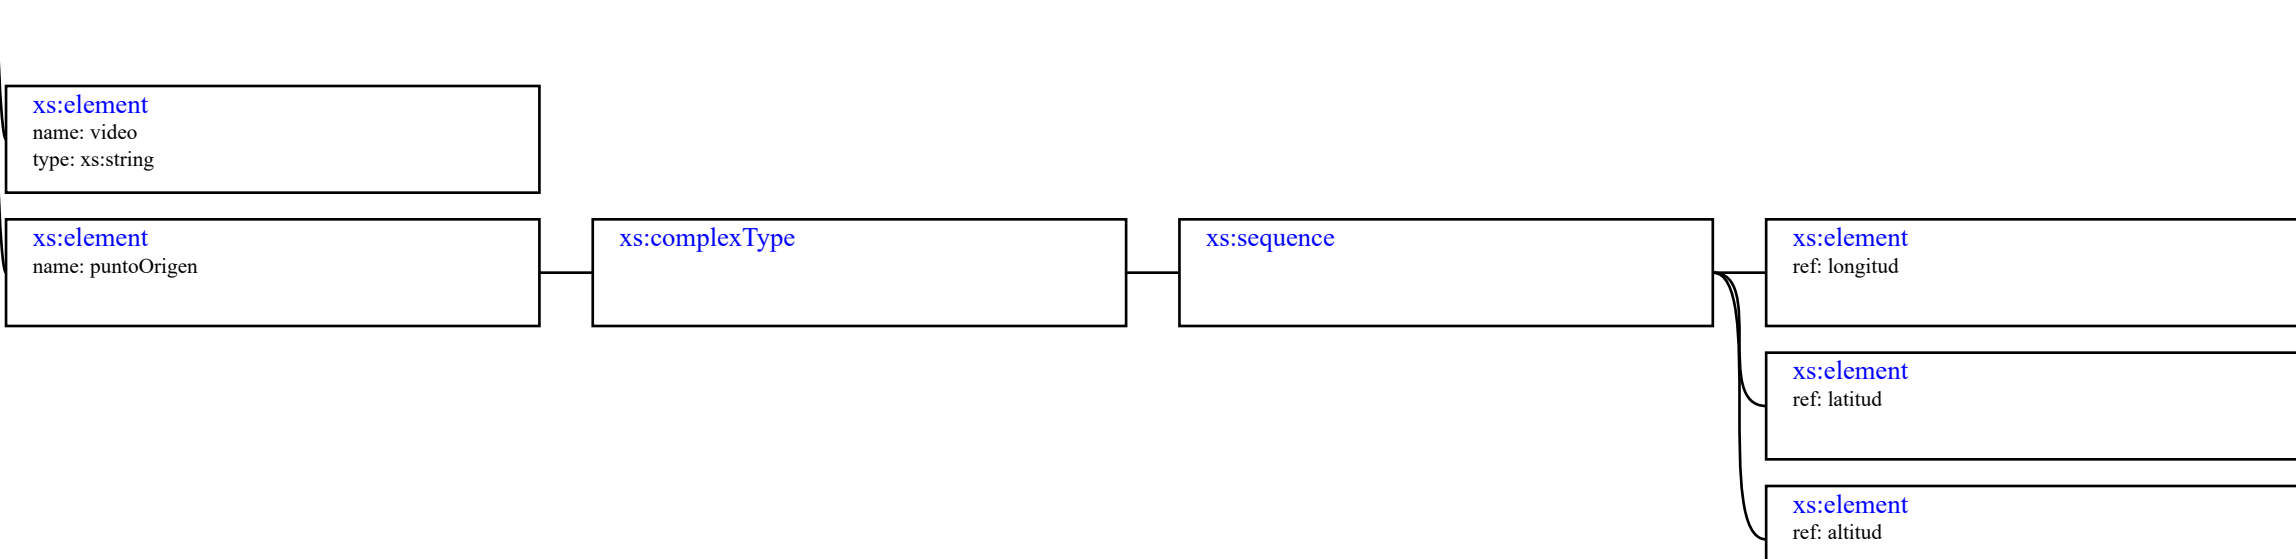 xs:element
name: video
type: xs:string
xs:element
name: puntoOrigen
xs:complexType
xs:sequence
xs:element
ref: longitud
xs:element
ref: latitud
xs:element
ref: altitud